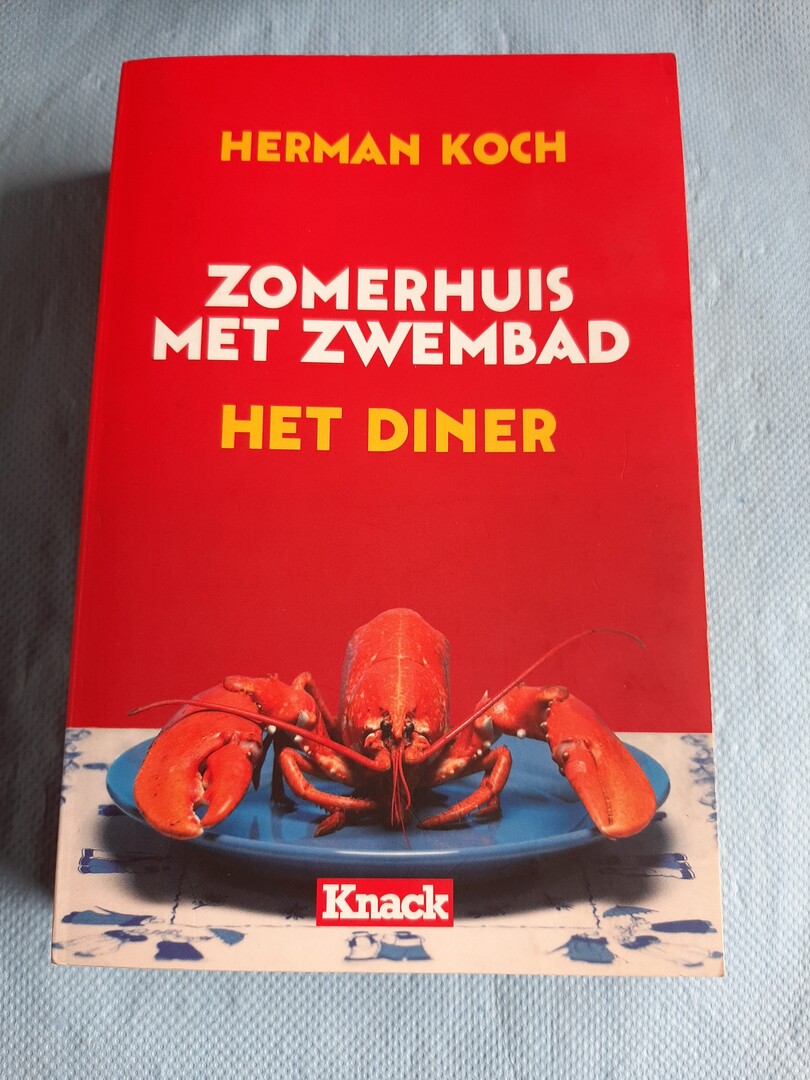 HERMAN KOCH
ZOMERHUIS
MET ZWEMBAD
HET DINER
Knack